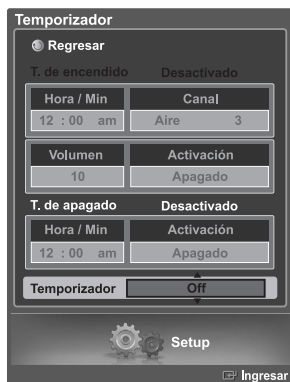 Temporizador
Regresar
T. de encendido Desactivado
Hora / Min Canal
12 : 00 am Aire 3
Volumen Activación
10 Apagado
T. de apagado Desactivado
Hora / Min Activación
12 : 00 am Apagado
Temporizador Off
Setup
Ingresar